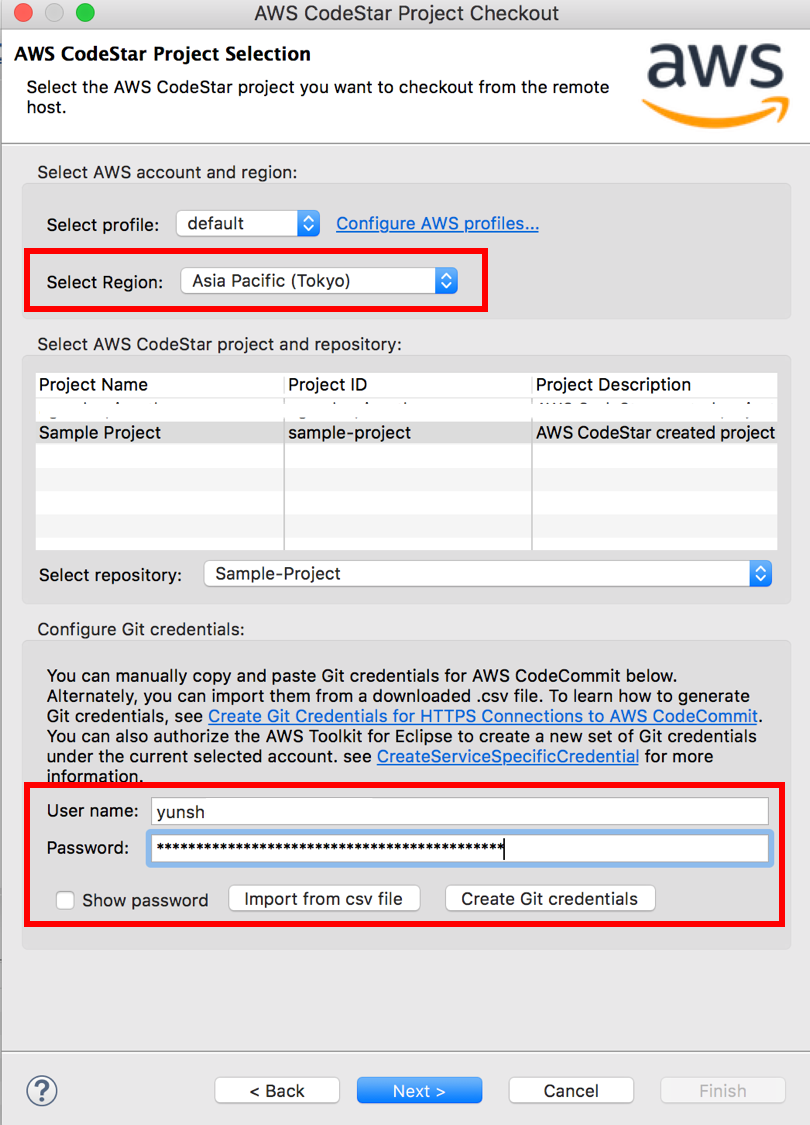 AWS CodeStar Project Checkout
AWS CodeStar Project Selection
Select the AWS CodeStar project you want to checkout from the remote
host.
aws
Select AWS account and region:
Select profile: default Configure AWS profiles...
Select Region: Asia Pacific (Tokyo)
Select AWS CodeStar project and repository:
Project Name Project ID Project Description
Sample Project sample-project AWS CodeStar created project
Select repository: Sample-Project
Configure Git credentials:
You can manually copy and paste Git credentials for AWS CodeCommit below.
Alternately, you can import them from a downloaded .csv file. To learn how to generate
Git credentials, see Create Git Credentials for HTTPS Connections to AWS CodeCommit.
You can also authorize the AWS Toolkit for Eclipse to create a new set of Git credentials
under the current selected account. see CreateServiceSpecificCredential for more
information.
User name: yunsh
Password: ********************************************
Show password Import from csv file Create Git credentials
? < Back Next > Cancel Finish